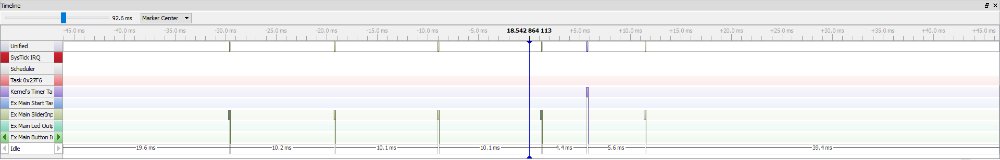 Timeline
92.6 ms Marker Center
-45.0 ms -40.0 ms -35.0 ms -30.0 ms -25.0 ms -20.0 ms -15.0 ms -10.0 ms -5.0 ms 18.542 864 113 +5.0 ms +10.0 ms +15.0 ms +20.0 ms +25.0 ms +30.0 ms +35.0 ms +40.0 ms +45.0 ms
Unified
SysTick IRQ
Scheduler
Task 0x27F6
Kernel's Timer Ta
Ex Main Start Tas
Ex Main SliderInp
Ex Main Led Outp
Ex Main Button I
Idle 19.6 ms 10.2 ms 10.1 ms 10.1 ms 4.4 ms 5.6 ms 39.4 ms